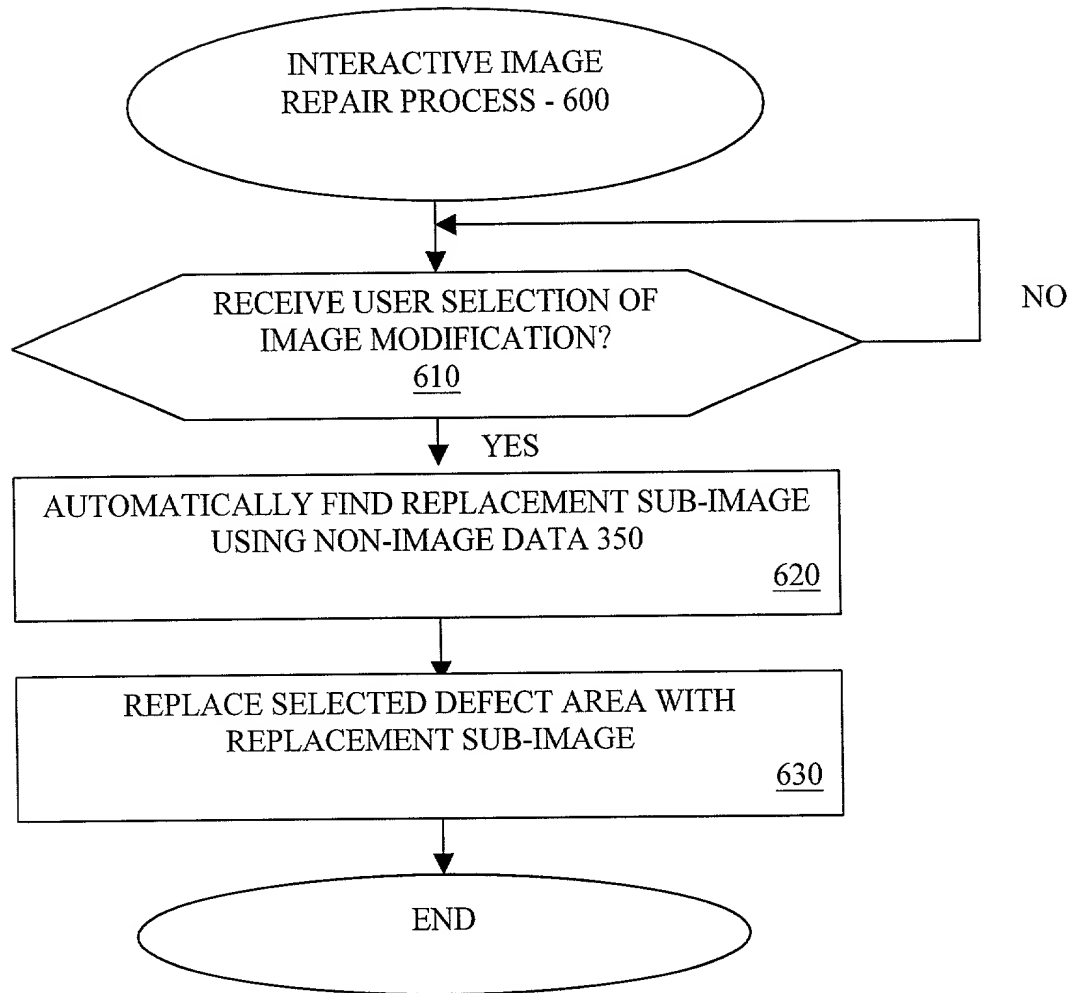 INTERACTIVE IMAGE
REPAIR PROCESS - 600
RECEIVE USER SELECTION OF
IMAGE MODIFICATION?
610
NO
YES
AUTOMATICALLY FIND REPLACEMENT SUB-IMAGE
USING NON-IMAGE DATA 350
620
REPLACE SELECTED DEFECT AREA WITH
REPLACEMENT SUB-IMAGE
630
END